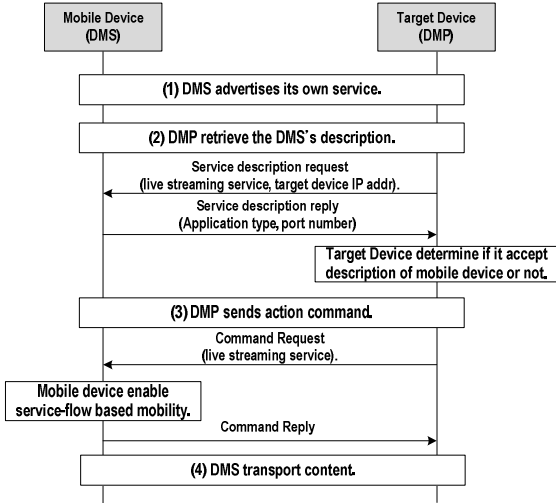 Mobile Device
(DMS)
Target Device
(DMP)
(1) DMS advertises its own service.
(2) DMP retrieve the DMS's description.
Service description request
(live streaming service, target device IP addr).
Service description reply
(Application type, port number)
Target Device determine if it accept
description of mobile device or not.
(3) DMP sends action command.
Command Request
(live streaming service).
Mobile device enable
service-flow based mobility.
Command Reply
(4) DMS transport content.